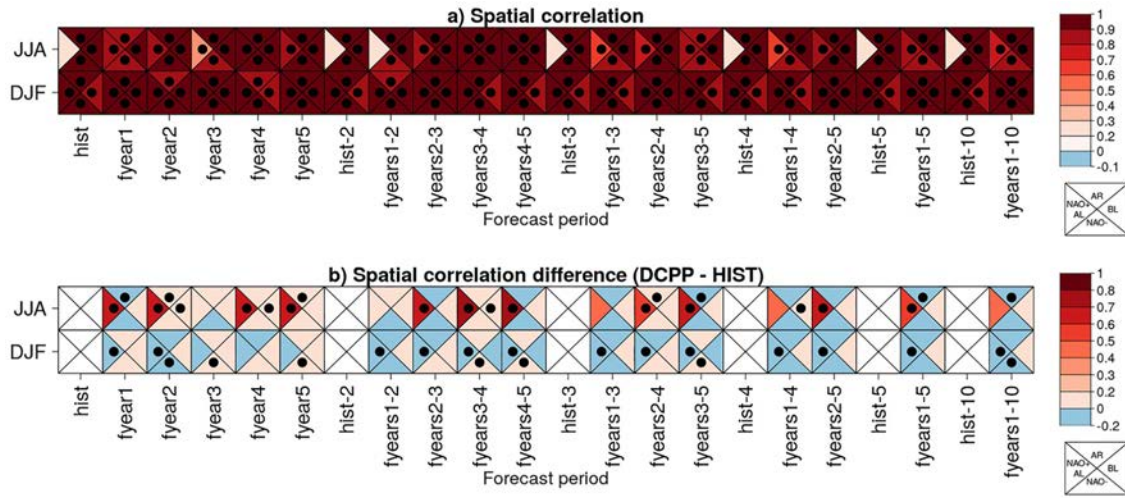 a) Spatial correlation
JJA
DJF
hist
fyear1
fyear2
fyear3
fyear4
fyear5
hist-2
fyears1-2
fyears2-3
fyears3-4
fyears4-5
hist-3
fyears1-3
fyears2-4
fyears3-5
hist-4
fyears1-4
fyears2-5
hist-5
fyears1-5
hist-10
fyears1-10
Forecast period
1
0.9
0.8
0.7
0.6
0.5
0.4
0.3
0.2
0
-0.1
AR
NAO+
AL
BL
NAO-
b) Spatial correlation difference (DCPP - HIST)
JJA
DJF
hist
fyear1
fyear2
fyear3
fyear4
fyear5
hist-2
fyears1-2
fyears2-3
fyears3-4
fyears4-5
hist-3
fyears1-3
fyears2-4
fyears3-5
hist-4
fyears1-4
fyears2-5
hist-5
fyears1-5
hist-10
fyears1-10
Forecast period
1
0.8
0.7
0.6
0.4
0.3
0.2
0
-0.2
AR
NAO+
AL
BL
NAO-